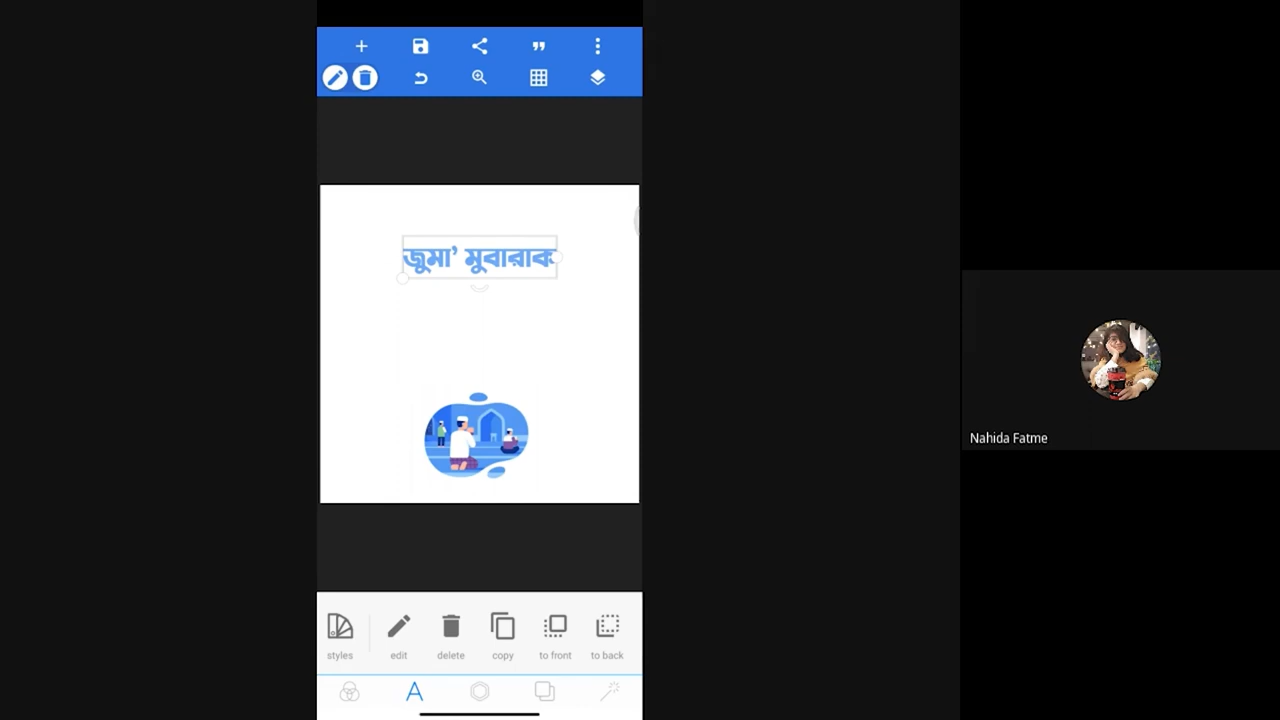 জুমা’ মুবারাক
Nahida Fatme
styles
edit
delete
copy
to front
to back